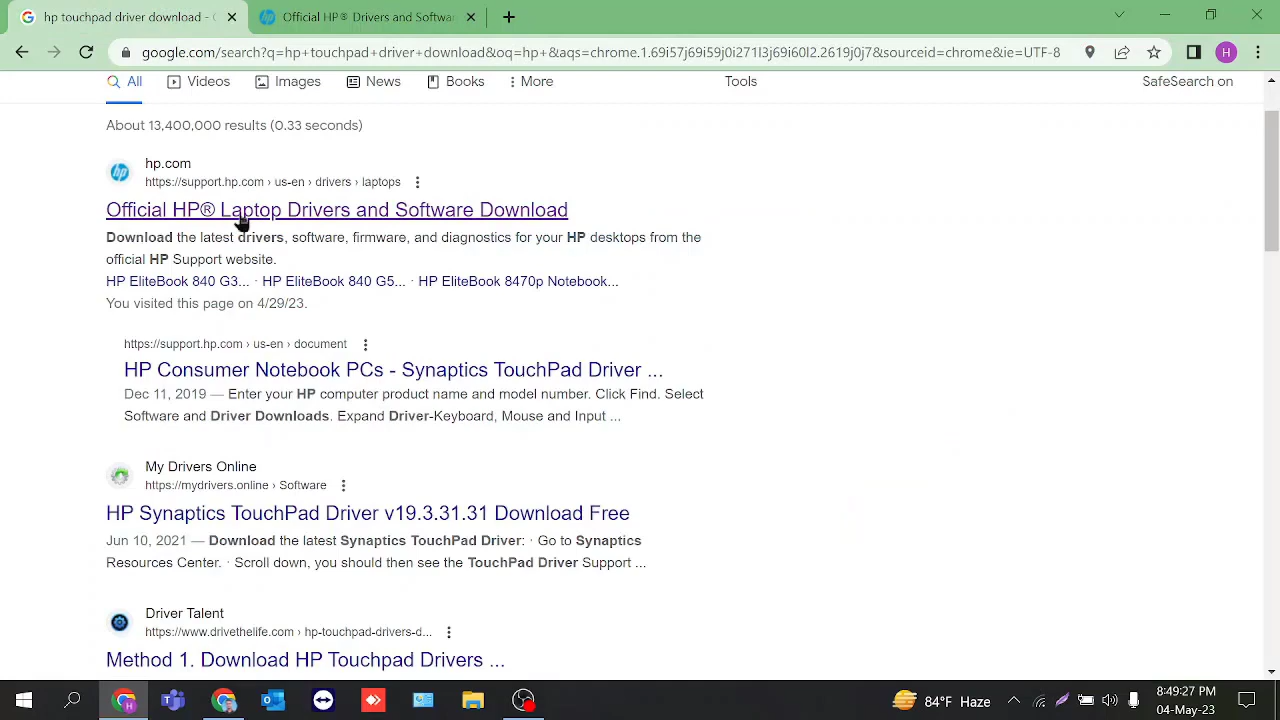 hp touchpad driver download - G
Official HP® Drivers and Softwar
google.com/search?q=hp+touchpad+driver+download&oq=hp+&aqs=chrome.1.69i57j69i59j0i271l3j69i60l2.2619j0j7&sourceid=chrome&ie=UTF-8
H
All
Videos
Images
News
Books
More
Tools
SafeSearch on
About 13,400,000 results (0.33 seconds)
hp.com
https://support.hp.com › us-en › drivers › laptops
Official HP® Laptop Drivers and Software Download
Download the latest drivers, software, firmware, and diagnostics for your HP desktops from the
official HP Support website.
HP EliteBook 840 G3... · HP EliteBook 840 G5... · HP EliteBook 8470p Notebook...
You visited this page on 4/29/23.
https://support.hp.com › us-en › document
HP Consumer Notebook PCs - Synaptics TouchPad Driver ...
Dec 11, 2019 — Enter your HP computer product name and model number. Click Find. Select
Software and Driver Downloads. Expand Driver-Keyboard, Mouse and Input ...
My Drivers Online
https://mydrivers.online › Software
HP Synaptics TouchPad Driver v19.3.31.31 Download Free
Jun 10, 2021 — Download the latest Synaptics TouchPad Driver: · Go to Synaptics
Resources Center. · Scroll down, you should then see the TouchPad Driver Support ...
Driver Talent
https://www.drivethelife.com › hp-touchpad-drivers-d...
Method 1. Download HP Touchpad Drivers ...
84°F Haze
8:49:27 PM
04-May-23